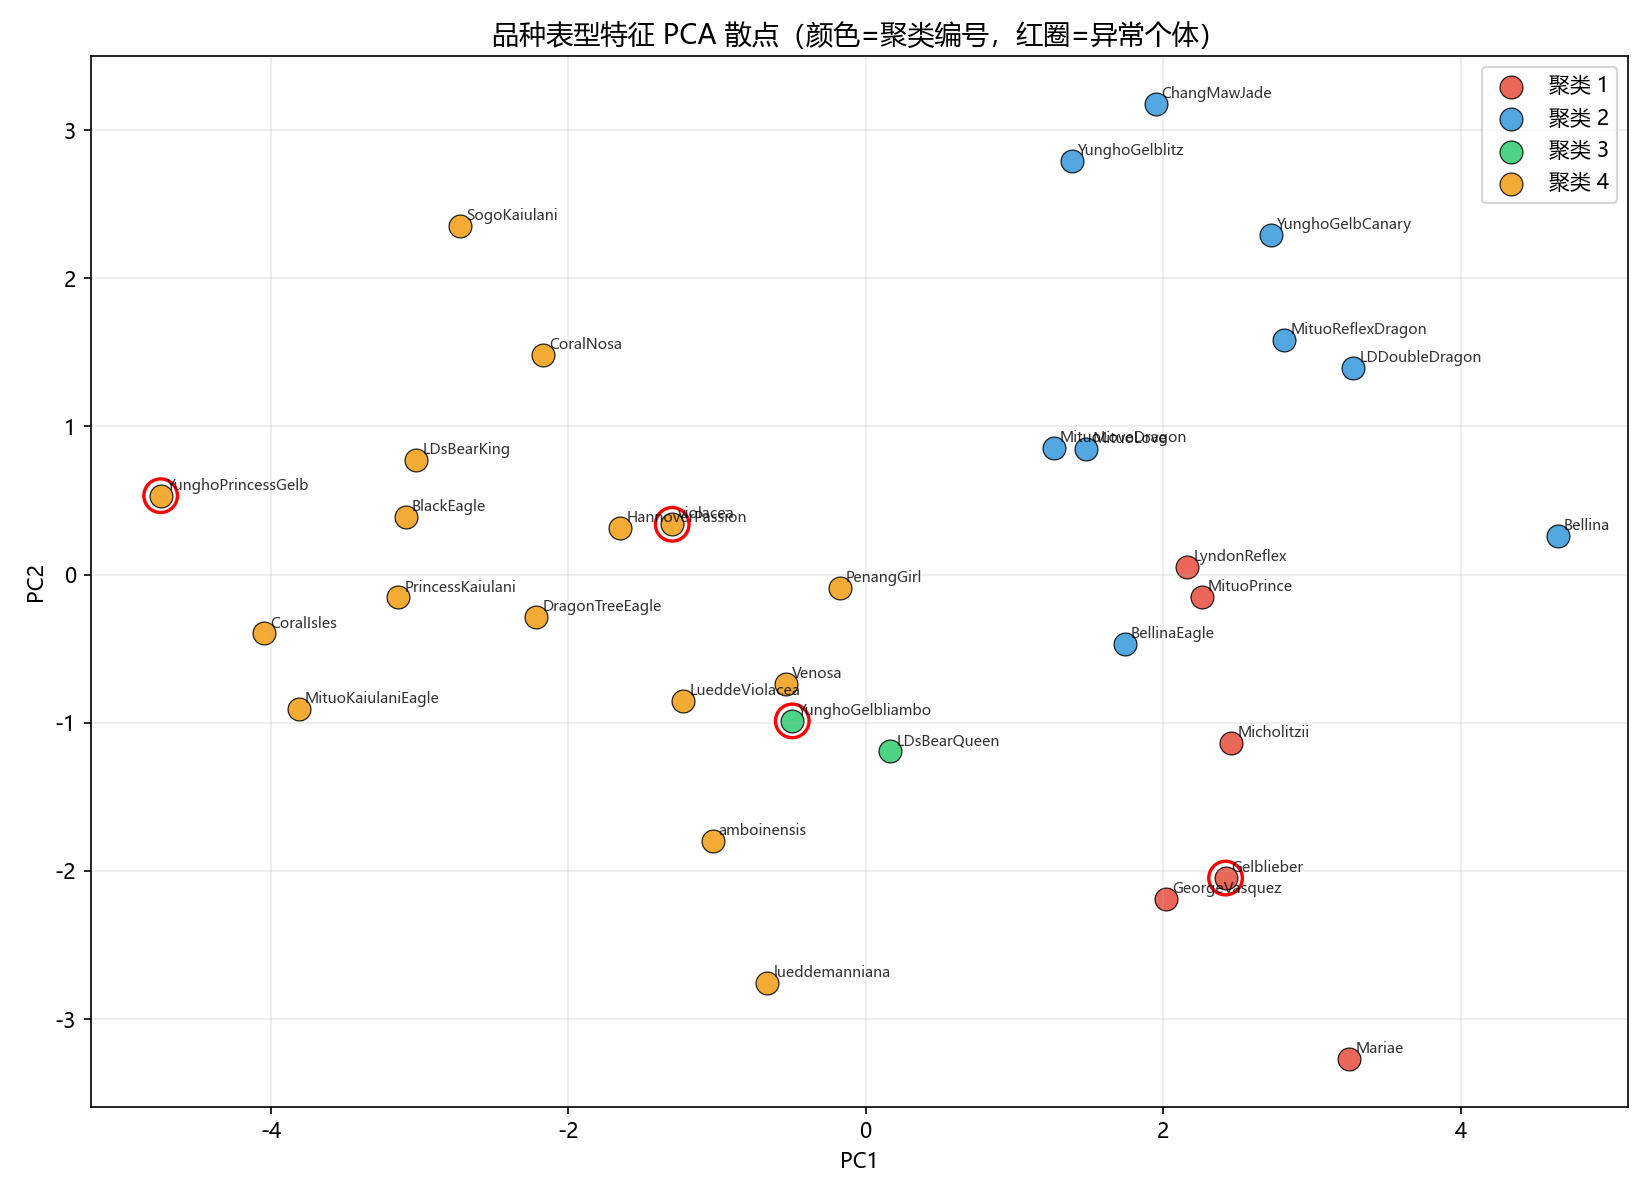 品种表型特征 PCA 散点（颜色=聚类编号，红圈=异常个体）
聚类 1
聚类 2
聚类 3
聚类 4
ChangMawJade
YunghoGelblitz
SogoKaiulani
YunghoGelbCanary
MituoReflexDragon
CoralNosa
LDDoubleDragon
LDsBearKing
MituoLoveDragon
MituoLove
YunghoPrincessGelb
BlackEagle
HannoverPassion
violacea
Bellina
LyndonReflex
PenangGirl
PrincessKaiulani
MituoPrince
DragonTreeEagle
CoralIsles
BellinaEagle
Venosa
MituoKaiulaniEagle
LueddeViolacea
YunghoGelbliambo
LDsBearQueen
Micholitzii
amboinensis
Gelblieber
GeorgeVasquez
lueddemanniana
Mariae
3
2
1
0
-1
-2
-3
PC2
-4
-2
0
2
4
PC1